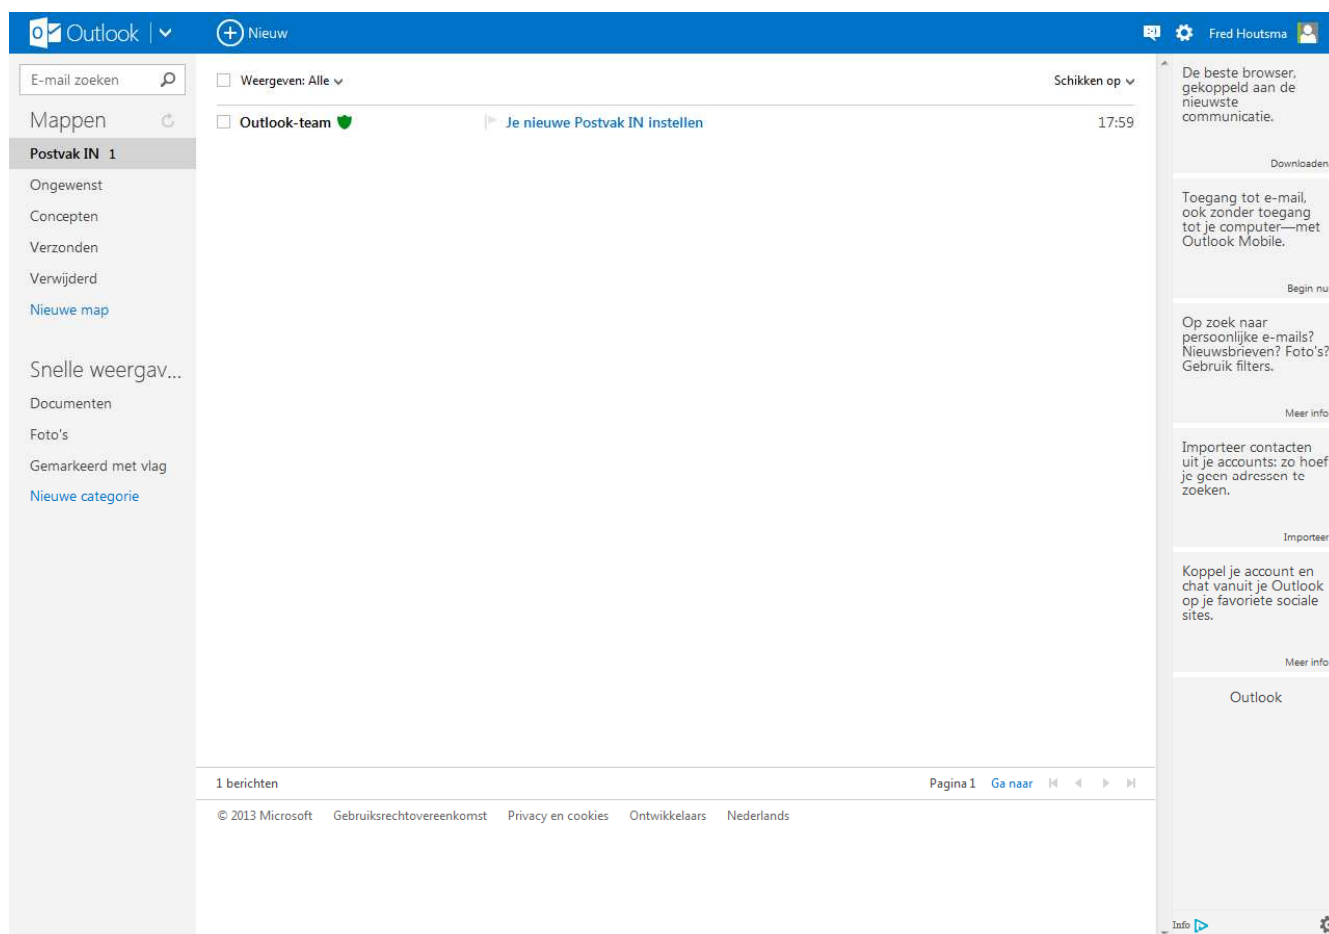 Outlook
Nieuw
Fred Houtsma
E-mail zoeken
Mappen
Postvak IN 1
Ongewenst
Concepten
Verzonden
Verwijderd
Nieuwe map
Snelle weergav...
Documenten
Foto's
Gemarkeerd met vlag
Nieuwe categorie
Weergeven: Alle
Schikken op
Outlook-team
Je nieuwe Postvak IN instellen
17:59
1 berichten
Pagina 1 Ga naar
© 2013 Microsoft Gebruiksrechtovereenkomst Privacy en cookies Ontwikkelaars Nederlands
De beste browser,
gekoppeld aan de
nieuwste
communicatie.
Downloaden
Toegang tot e-mail,
ook zonder toegang
tot je computer—met
Outlook Mobile.
Begin nu
Op zoek naar
persoonlijke e-mails?
Nieuwsbrieven? Foto's?
Gebruik filters.
Meer info
Importeer contacten
uit je accounts: zo hoef
je geen adressen te
zoeken.
Importeer
Koppel je account en
chat vanuit je Outlook
op je favoriete sociale
sites.
Meer info
Outlook
Info